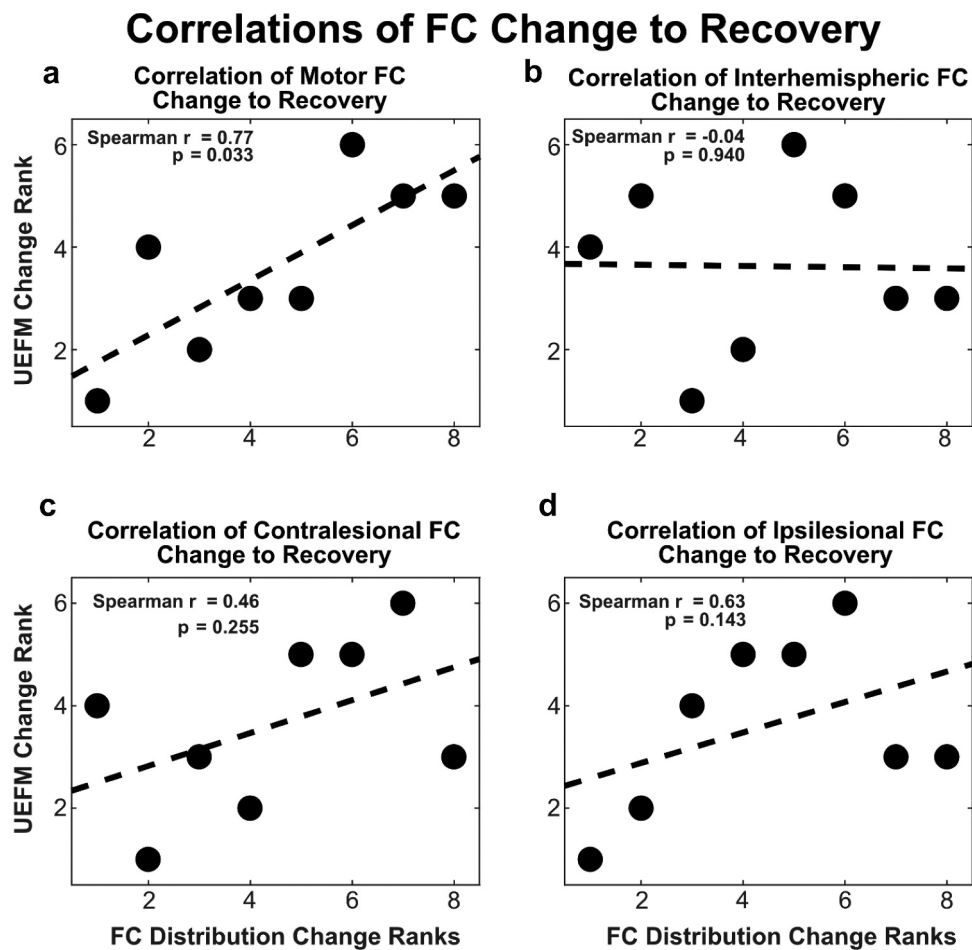 Correlations of FC Change to Recovery
a
Correlation of Motor FC
Change to Recovery
Spearman r = 0.77
p = 0.033
UEFM Change Rank
6
4
2
2
4
6
8
b
Correlation of Interhemispheric FC
Change to Recovery
Spearman r = -0.04
p = 0.940
6
4
2
2
4
6
8
c
Correlation of Contralesional FC
Change to Recovery
Spearman r = 0.46
p = 0.255
UEFM Change Rank
6
4
2
2
4
6
8
FC Distribution Change Ranks
d
Correlation of Ipsilesional FC
Change to Recovery
Spearman r = 0.63
p = 0.143
6
4
2
2
4
6
8
FC Distribution Change Ranks